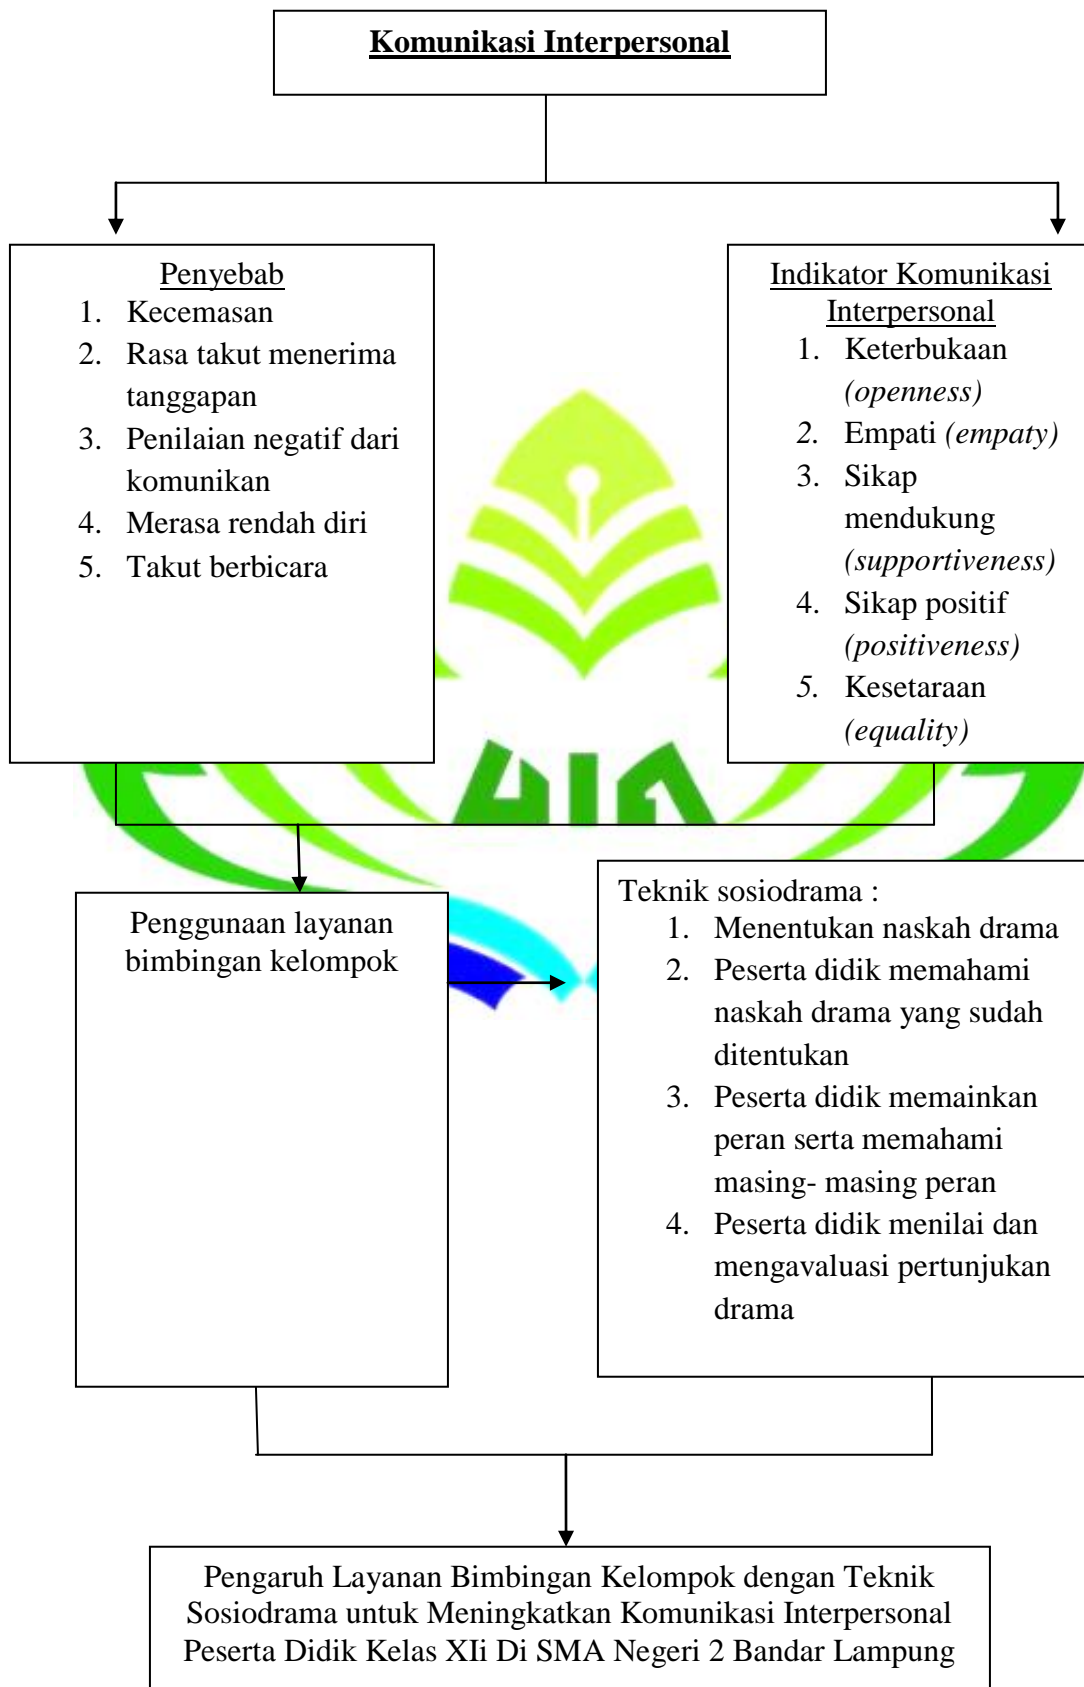 Komunikasi Interpersonal
Penyebab
1. Kecemasan
2. Rasa takut menerima
tanggapan
3. Penilaian negatif dari
komunikan
4. Merasa rendah diri
5. Takut berbicara
Indikator Komunikasi
Interpersonal
1. Keterbukaan
(openness)
2. Empati (empaty)
3. Sikap
mendukung
(supportiveness)
4. Sikap positif
(positiveness)
5. Kesetaraan
(equality)
Penggunaan layanan
bimbingan kelompok
Teknik sosiodrama :
1. Menentukan naskah drama
2. Peserta didik memahami
naskah drama yang sudah
ditentukan
3. Peserta didik memainkan
peran serta memahami
masing- masing peran
4. Peserta didik menilai dan
mengavaluasi pertunjukan
drama
Pengaruh Layanan Bimbingan Kelompok dengan Teknik
Sosiodrama untuk Meningkatkan Komunikasi Interpersonal
Peserta Didik Kelas XIi Di SMA Negeri 2 Bandar Lampung